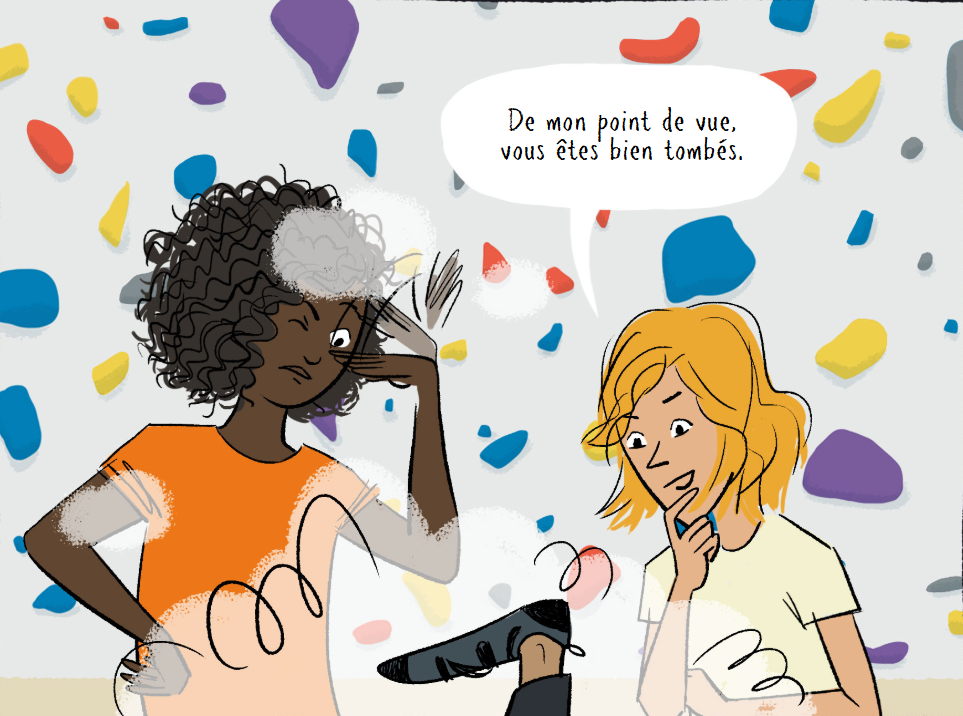 De mon point de vue,
vous êtes bien tombés.